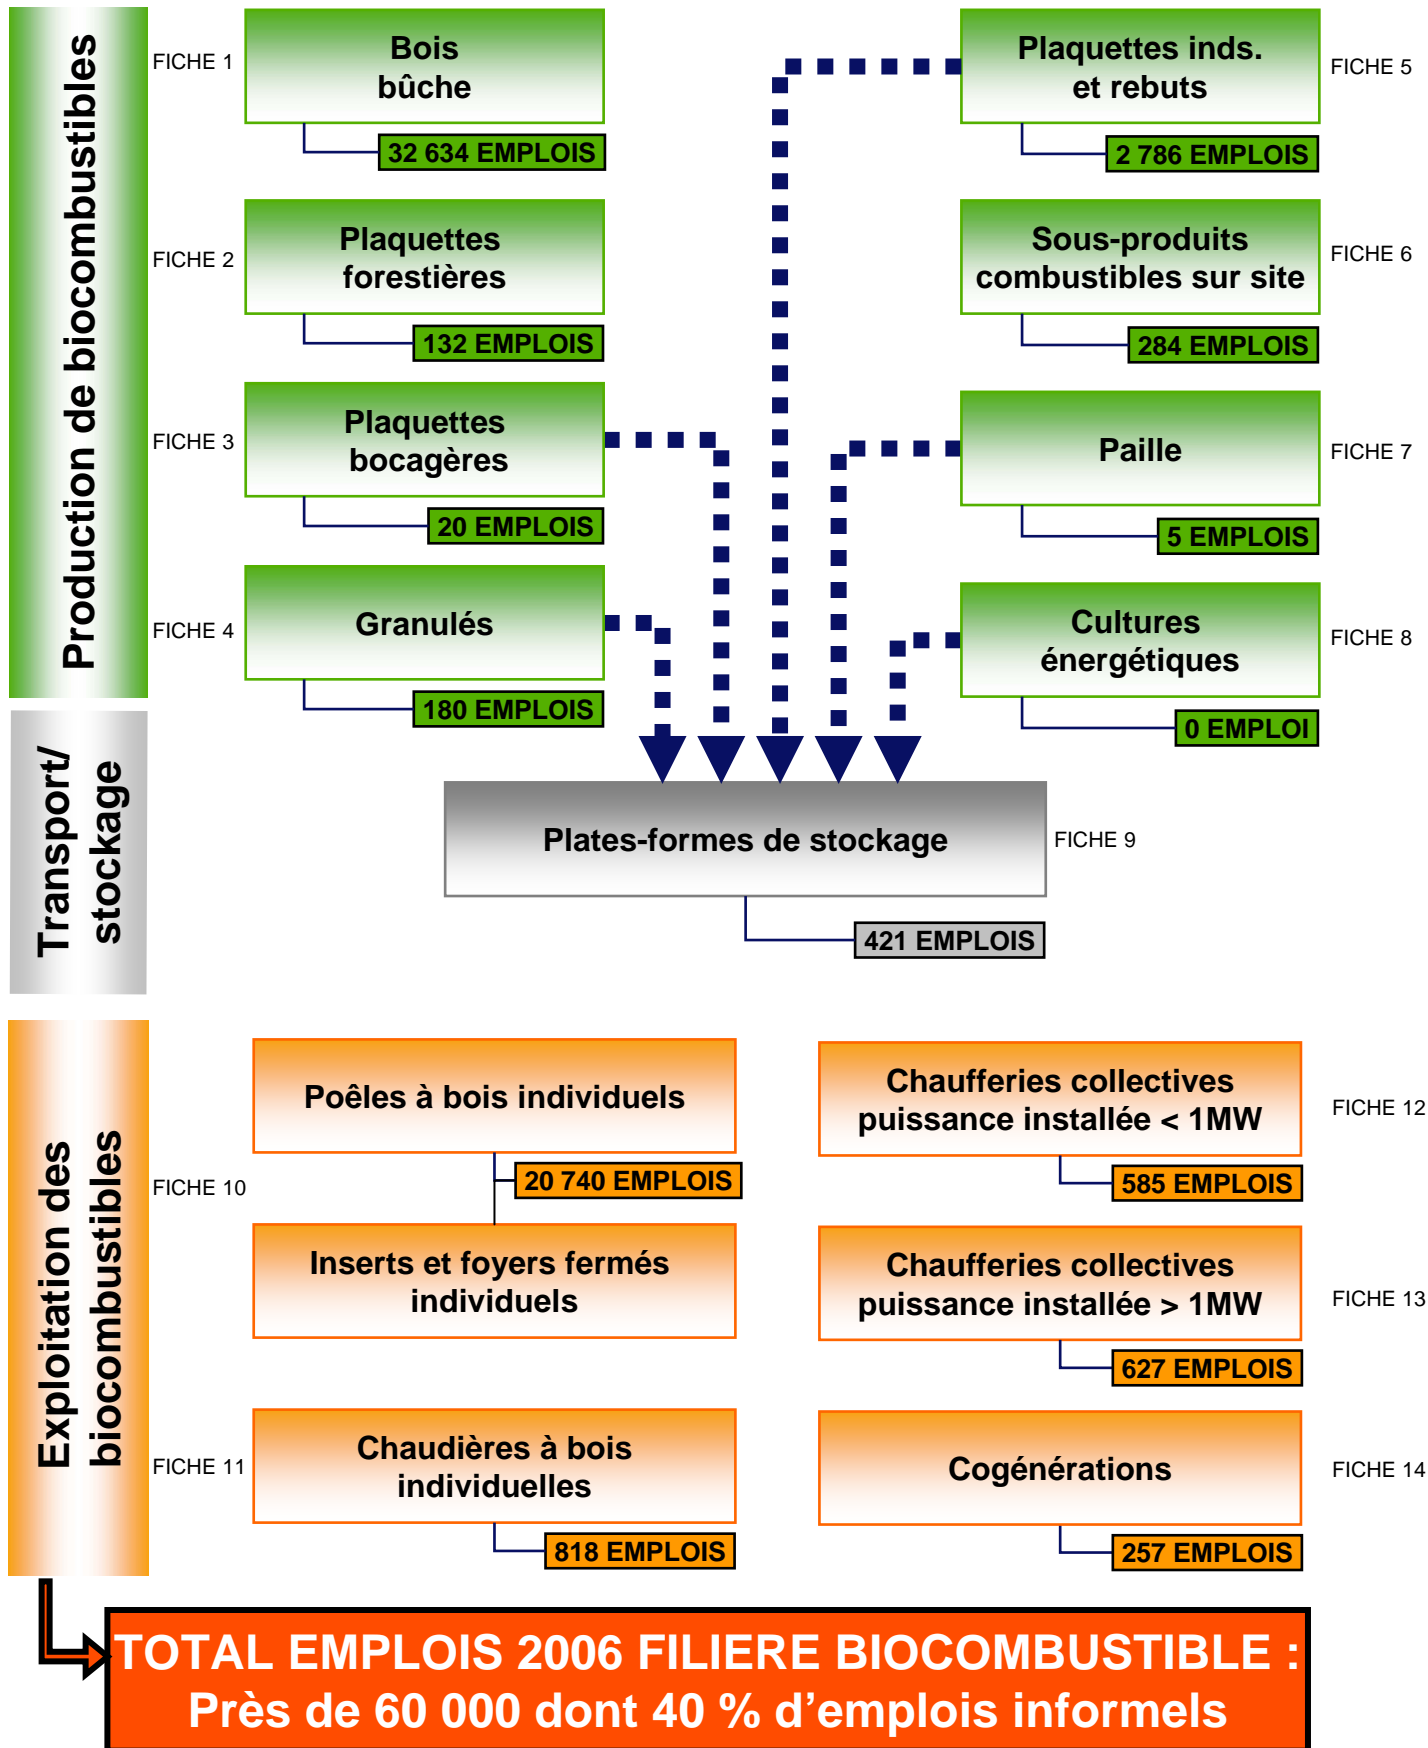 Production de biocombustibles
FICHE 1
Bois
bûche
32 634 EMPLOIS
FICHE 2
Plaquettes
forestières
132 EMPLOIS
FICHE 3
Plaquettes
bocagères
20 EMPLOIS
FICHE 4
Granulés
180 EMPLOIS
Plaquettes inds.
et rebuts
FICHE 5
2 786 EMPLOIS
Sous-produits
combustibles sur site
FICHE 6
284 EMPLOIS
Paille
FICHE 7
5 EMPLOIS
Cultures
énergétiques
FICHE 8
0 EMPLOI
Transport/
stockage
Plates-formes de stockage
FICHE 9
421 EMPLOIS
Exploitation des
biocombustibles
Poêles à bois individuels
20 740 EMPLOIS
FICHE 10
Inserts et foyers fermés
individuels
FICHE 11
Chaudières à bois
individuelles
818 EMPLOIS
Chaufferies collectives
puissance installée < 1MW
FICHE 12
585 EMPLOIS
Chaufferies collectives
puissance installée > 1MW
FICHE 13
627 EMPLOIS
Cogénérations
FICHE 14
257 EMPLOIS
TOTAL EMPLOIS 2006 FILIERE BIOCOMBUSTIBLE :
Près de 60 000 dont 40 % d’emplois informels